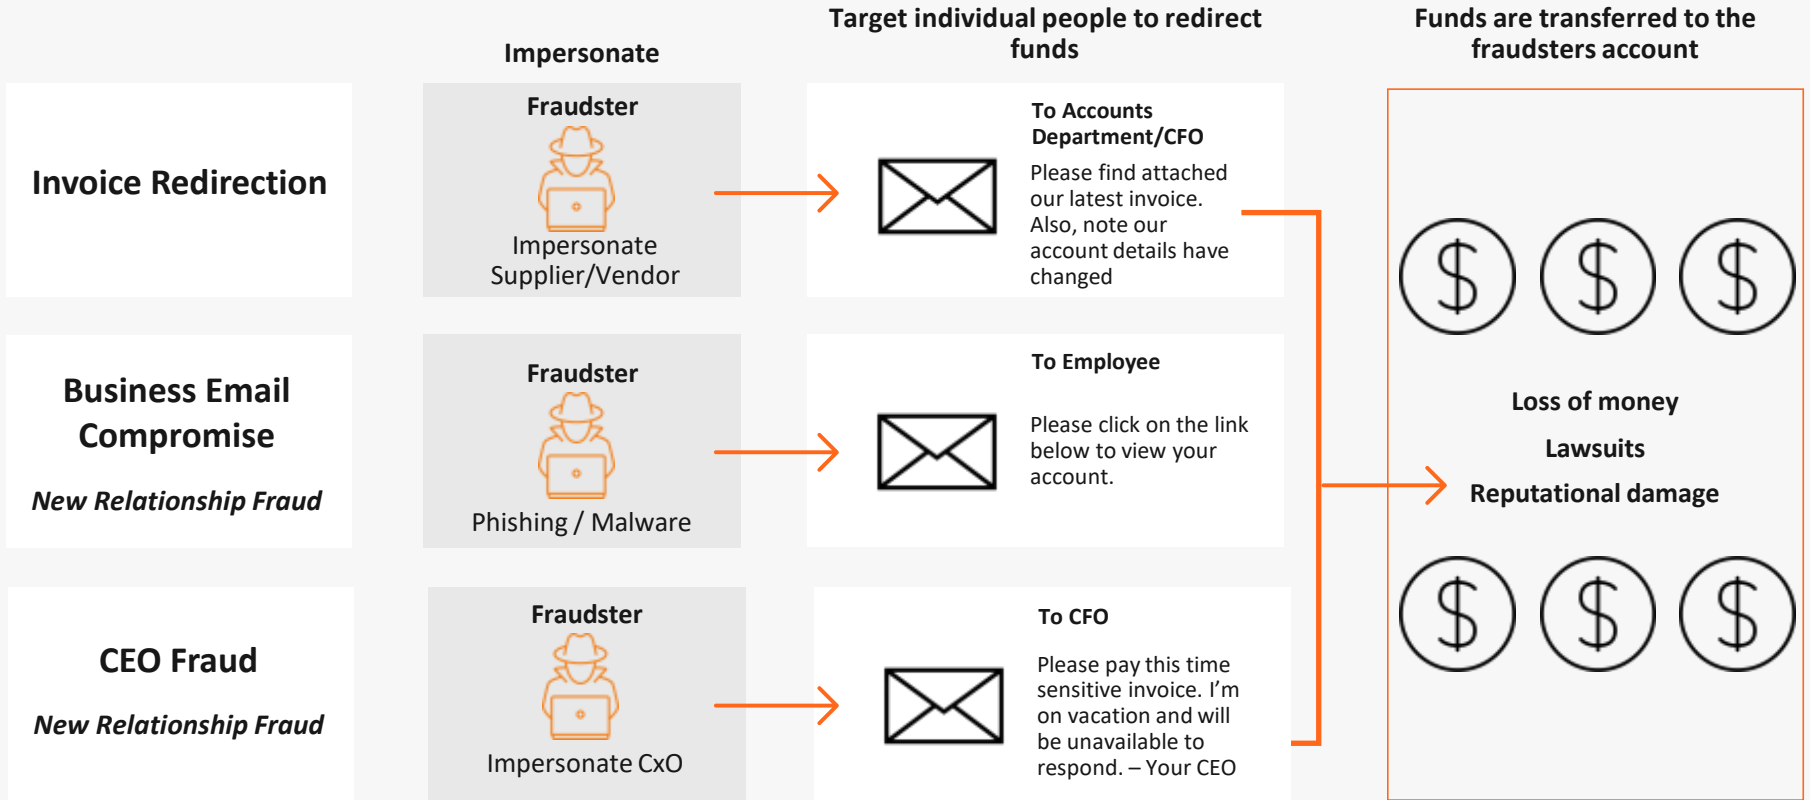 Impersonate
Target individual people to redirect
funds
Funds are transferred to the
fraudsters account
Invoice Redirection
Fraudster
Impersonate
Supplier/Vendor
To Accounts
Department/CFO
Please find attached
our latest invoice.
Also, note our
account details have
changed
Business Email
Compromise
New Relationship Fraud
Fraudster
Phishing / Malware
To Employee
Please click on the link
below to view your
account.
CEO Fraud
New Relationship Fraud
Fraudster
Impersonate CxO
To CFO
Please pay this time
sensitive invoice. I’m
on vacation and will
be unavailable to
respond. – Your CEO
Loss of money
Lawsuits
Reputational damage